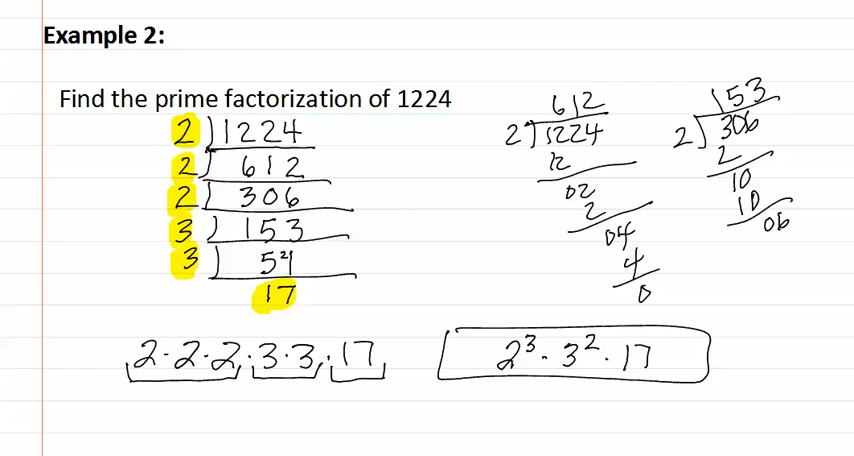 Example 2:
Find the prime factorization of 1224
2 ) 1224
2 ) 612
2 ) 306
3 ) 153
3 )
17
2 · 2 · 2 · 3 · 3 · 17
2³ · 3² · 17
612
2 ) 1224
12
02
2
04
4
0
153
2 ) 306
2
10
10
06